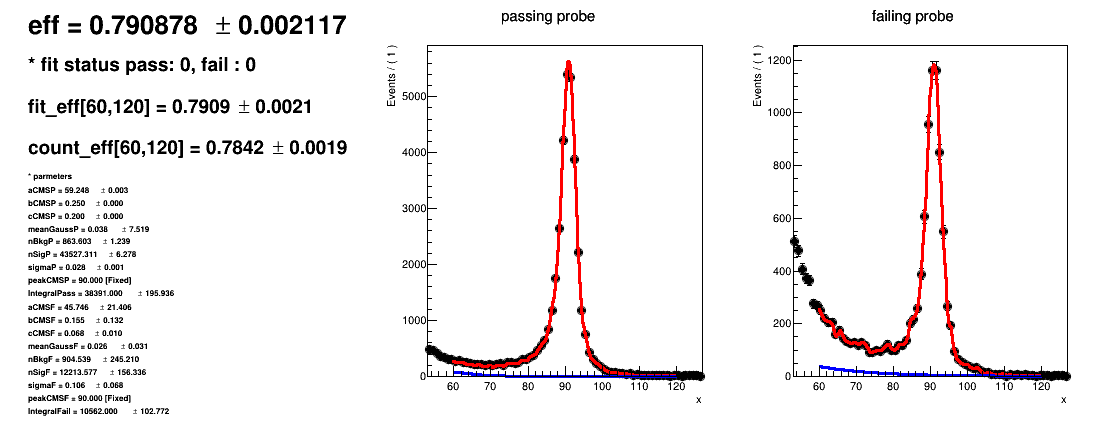 eff = 0.790878 ± 0.002117
* fit status pass: 0, fail : 0
fit_eff[60,120] = 0.7909 ± 0.0021
count_eff[60,120] = 0.7842 ± 0.0019
* parmeters
aCMSP = 59.248 ± 0.003
bCMSP = 0.250 ± 0.000
cCMSP = 0.200 ± 0.000
meanGaussP = 0.038 ± 7.519
nBkgP = 863.603 ± 1.239
nSigP = 43527.311 ± 6.278
sigmaP = 0.028 ± 0.001
peakCMSP = 90.000 [Fixed]
IntegralPass = 38391.000 ± 195.936
aCMSF = 45.746 ± 21.406
bCMSF = 0.155 ± 0.132
cCMSF = 0.068 ± 0.010
meanGaussF = 0.026 ± 0.031
nBkgF = 904.539 ± 245.210
nSigF = 12213.577 ± 156.336
sigmaF = 0.106 ± 0.068
peakCMSF = 90.000 [Fixed]
IntegralFail = 10562.000 ± 102.772
passing probe
Events / ( 1 )
5000
4000
3000
2000
1000
0
60 70 80 90 100 110 120
x
failing probe
Events / ( 1 )
1200
1000
800
600
400
200
0
60 70 80 90 100 110 120
x